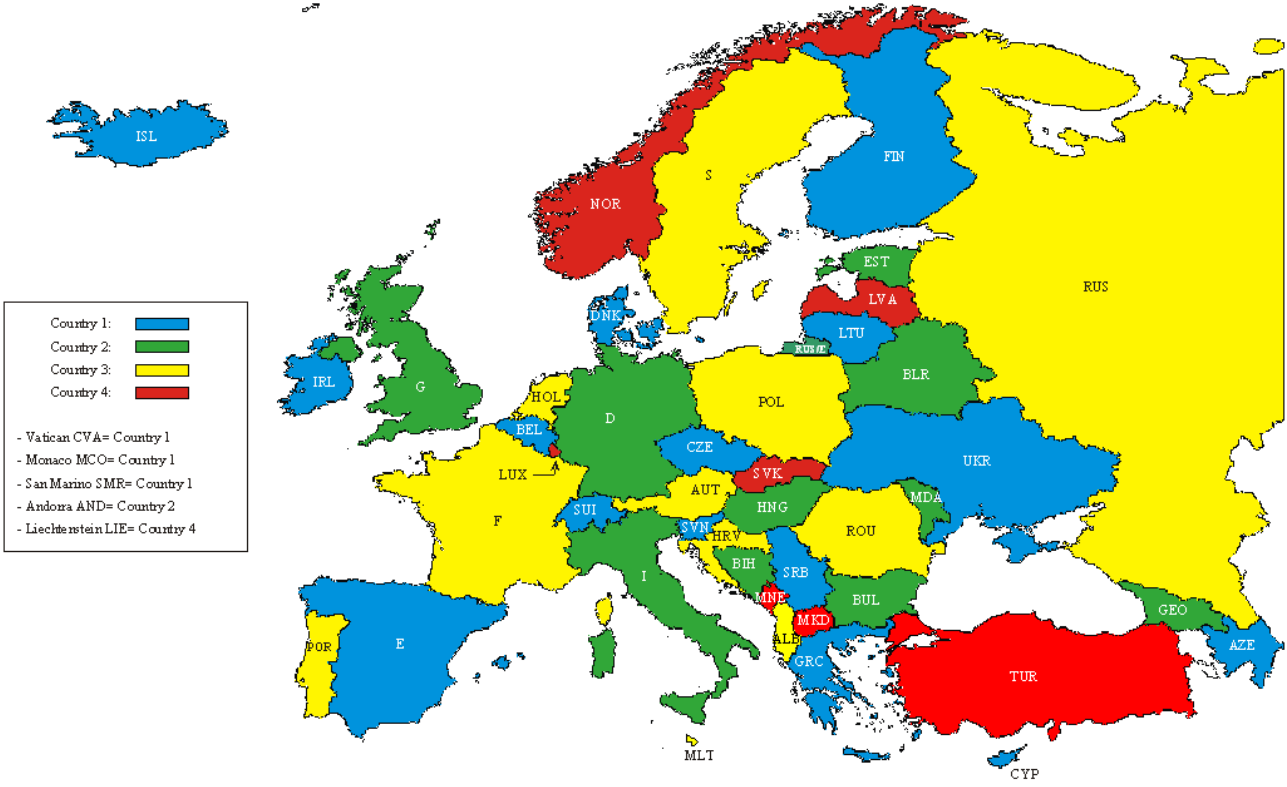 ISL
FIN
S
NOR
EST
RUS
LVA
DNK
LTU
RUS/E
Country 1:
Country 2:
Country 3:
Country 4:
IRL
G
HOL
D
POL
BLR
BEL
CZE
UKR
LUX
SVK
AUT
HNG
MDA
- Vatican CVA= Country 1
- Monaco MCO= Country 1
- San Marino SMR= Country 1
- Andorra AND= Country 2
- Liechterstein LIE= Country 4
F
SUI
SVN
HRV
ROU
I
BIH
SRB
MNE
BUL
GEO
MKD
POR
E
ALB
GRC
AZE
TUR
MLT
CYP